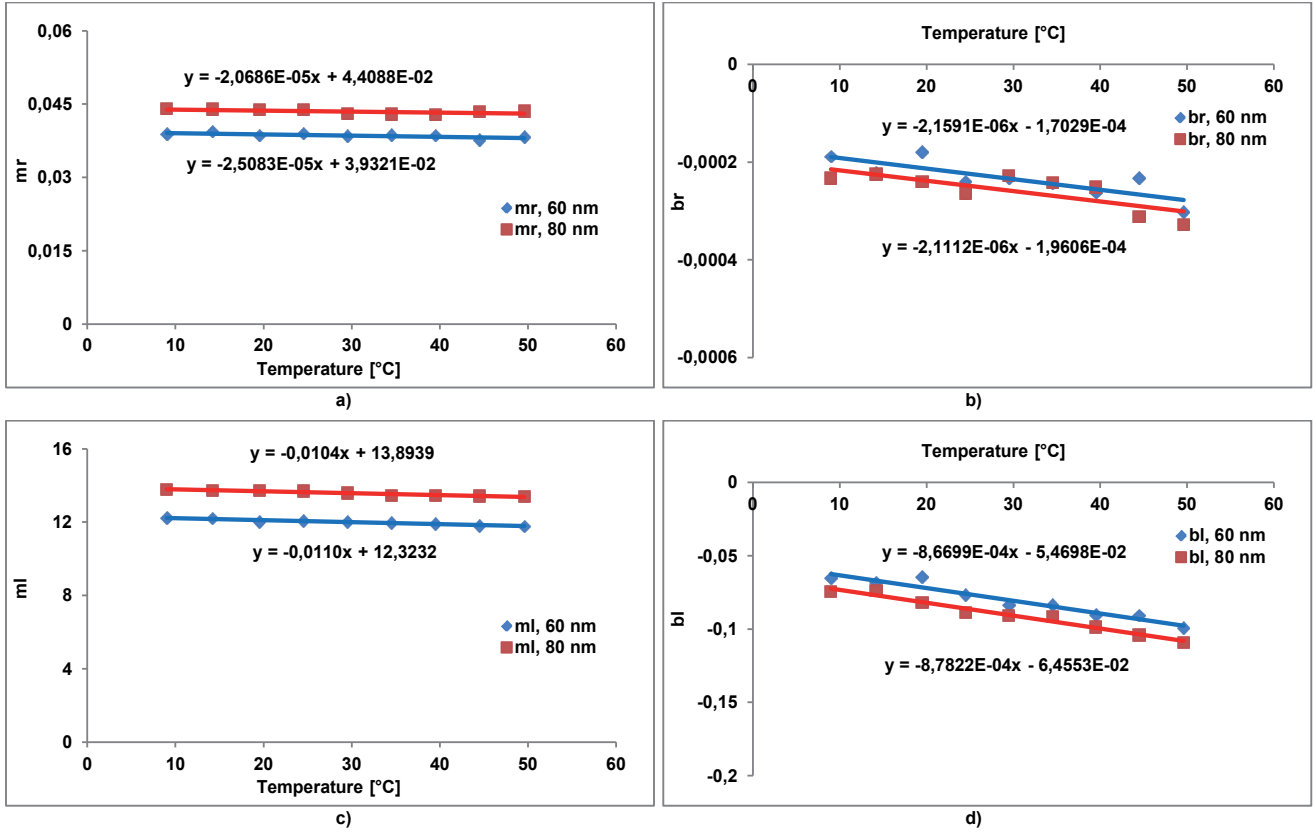 0,06
0,045
0,03
0,015
0
0 10 20 30 40 50 60
mr
Temperature [°C]
y = -2,0686E-05x + 4,4088E-02
y = -2,5083E-05x + 3,9321E-02
mr, 60 nm
mr, 80 nm
a)
Temperature [°C]
0 10 20 30 40 50 60
0
-0,0002
-0,0004
-0,0006
br
y = -2,1591E-06x - 1,7029E-04
y = -2,1112E-06x - 1,9606E-04
br, 60 nm
br, 80 nm
b)
16
12
8
4
0
0 10 20 30 40 50 60
ml
Temperature [°C]
y = -0,0104x + 13,8939
y = -0,0110x + 12,3232
ml, 60 nm
ml, 80 nm
c)
Temperature [°C]
0 10 20 30 40 50 60
0
-0,05
-0,1
-0,15
-0,2
bl
y = -8,6699E-04x - 5,4698E-02
y = -8,7822E-04x - 6,4553E-02
bl, 60 nm
bl, 80 nm
d)